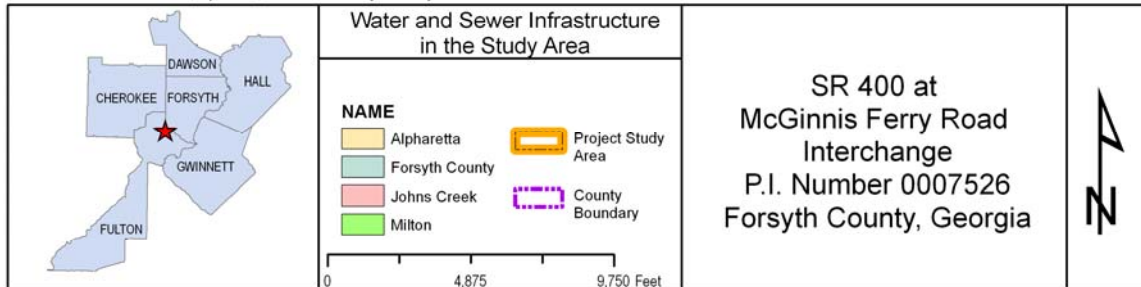 DAWSON
HALL
CHEROKEE
FORSYTH
GWINNETT
FULTON
Water and Sewer Infrastructure
in the Study Area
NAME
Alpharetta
Forsyth County
Johns Creek
Milton
Project Study
Area
County
Boundary
0
4,875
9,750 Feet
SR 400 at
McGinnis Ferry Road
Interchange
P.I. Number 0007526
Forsyth County, Georgia
N